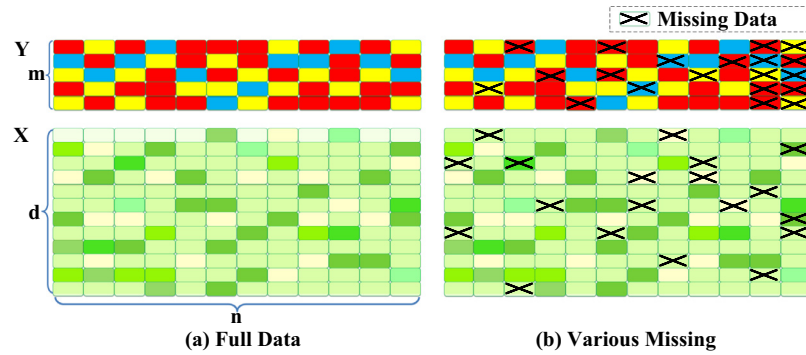 Missing Data
Y
m
X
d
n
(a) Full Data
(b) Various Missing